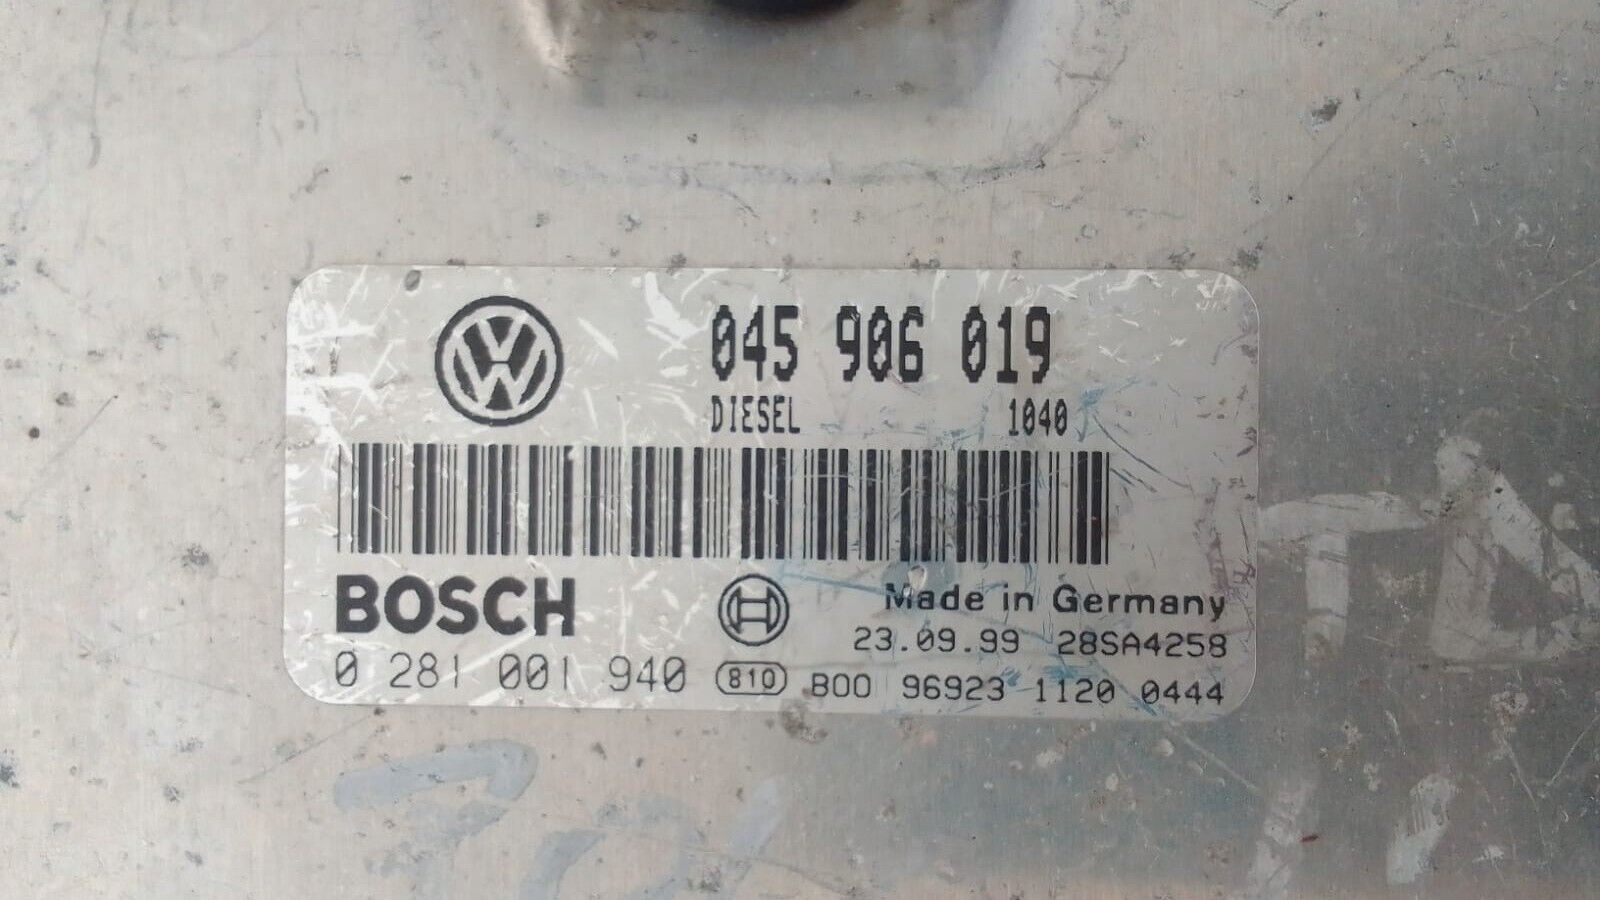 045 906 019
DIESEL 1040
BOSCH Made in Germany
23.09.99 28SA4258
0 281 001 940 810 B00 96923 1120 0444